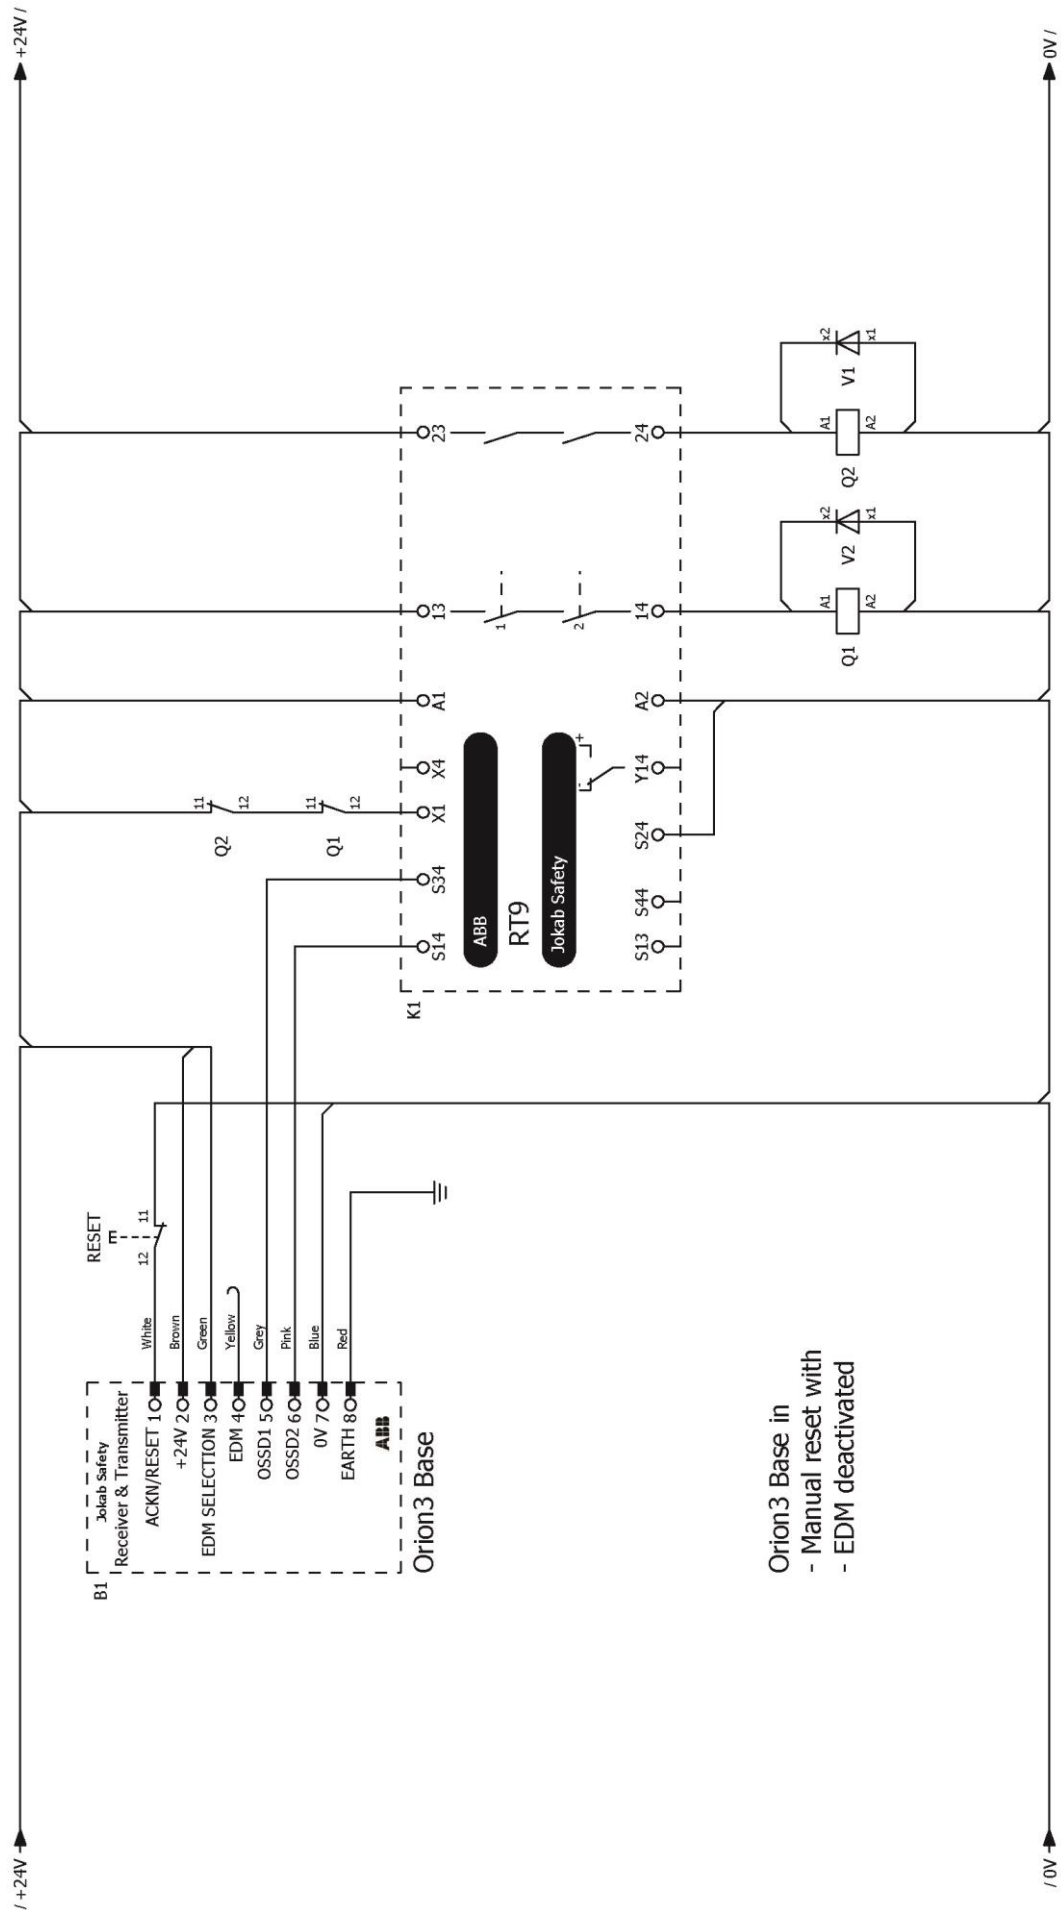 / +24V
+24V /
B1
Jokab Safety
Receiver & Transmitter
ACKN/RESET 1
+24V 2
EDM SELECTION 3
EDM 4
OSSD1 5
OSSD2 6
0V 7
EARTH 8
ABB
Orion3 Base
White
Brown
Green
Yellow
Grey
Pink
Blue
Red
RESET
E
12
11
Q2
11
12
Q1
11
12
K1
S14
S34
X1
X4
A1
13
23
ABB
RT9
Jokab Safety
1
2
- +
S13
S44
S24
Y14
A2
14
24
Q1
A1
A2
V2
x2
x1
Q2
A1
A2
V1
x2
x1
Orion3 Base in
- Manual reset with
- EDM deactivated
/ 0V
0V /